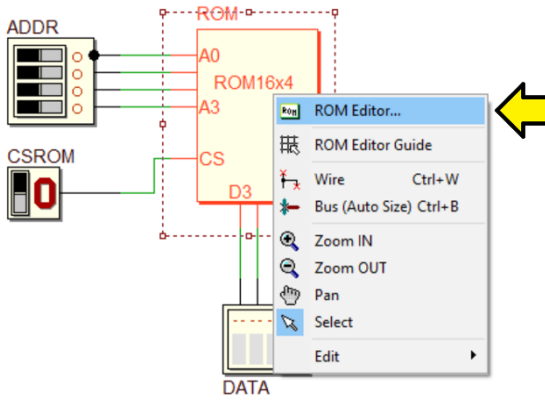 ROM
ADDR
A0
ROM16x4
A3
CSROM
CS
0
D3
DATA
ROM
ROM Editor...
ROM Editor Guide
Wire Ctrl+W
Bus (Auto Size) Ctrl+B
Zoom IN
Zoom OUT
Pan
Select
Edit